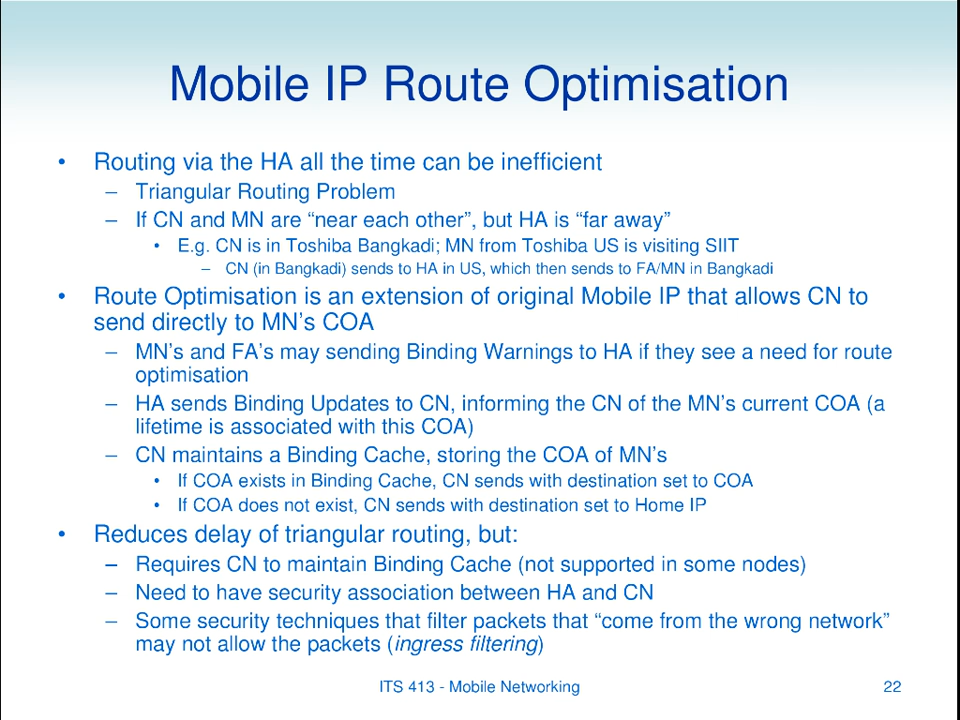 Mobile IP Route Optimisation
• Routing via the HA all the time can be inefficient
– Triangular Routing Problem
– If CN and MN are “near each other”, but HA is “far away”
• E.g. CN is in Toshiba Bangkadi; MN from Toshiba US is visiting SIIT
– CN (in Bangkadi) sends to HA in US, which then sends to FA/MN in Bangkadi
• Route Optimisation is an extension of original Mobile IP that allows CN to
send directly to MN’s COA
– MN’s and FA’s may sending Binding Warnings to HA if they see a need for route
optimisation
– HA sends Binding Updates to CN, informing the CN of the MN’s current COA (a
lifetime is associated with this COA)
– CN maintains a Binding Cache, storing the COA of MN’s
• If COA exists in Binding Cache, CN sends with destination set to COA
• If COA does not exist, CN sends with destination set to Home IP
• Reduces delay of triangular routing, but:
– Requires CN to maintain Binding Cache (not supported in some nodes)
– Need to have security association between HA and CN
– Some security techniques that filter packets that “come from the wrong network”
may not allow the packets (ingress filtering)
ITS 413 - Mobile Networking
22